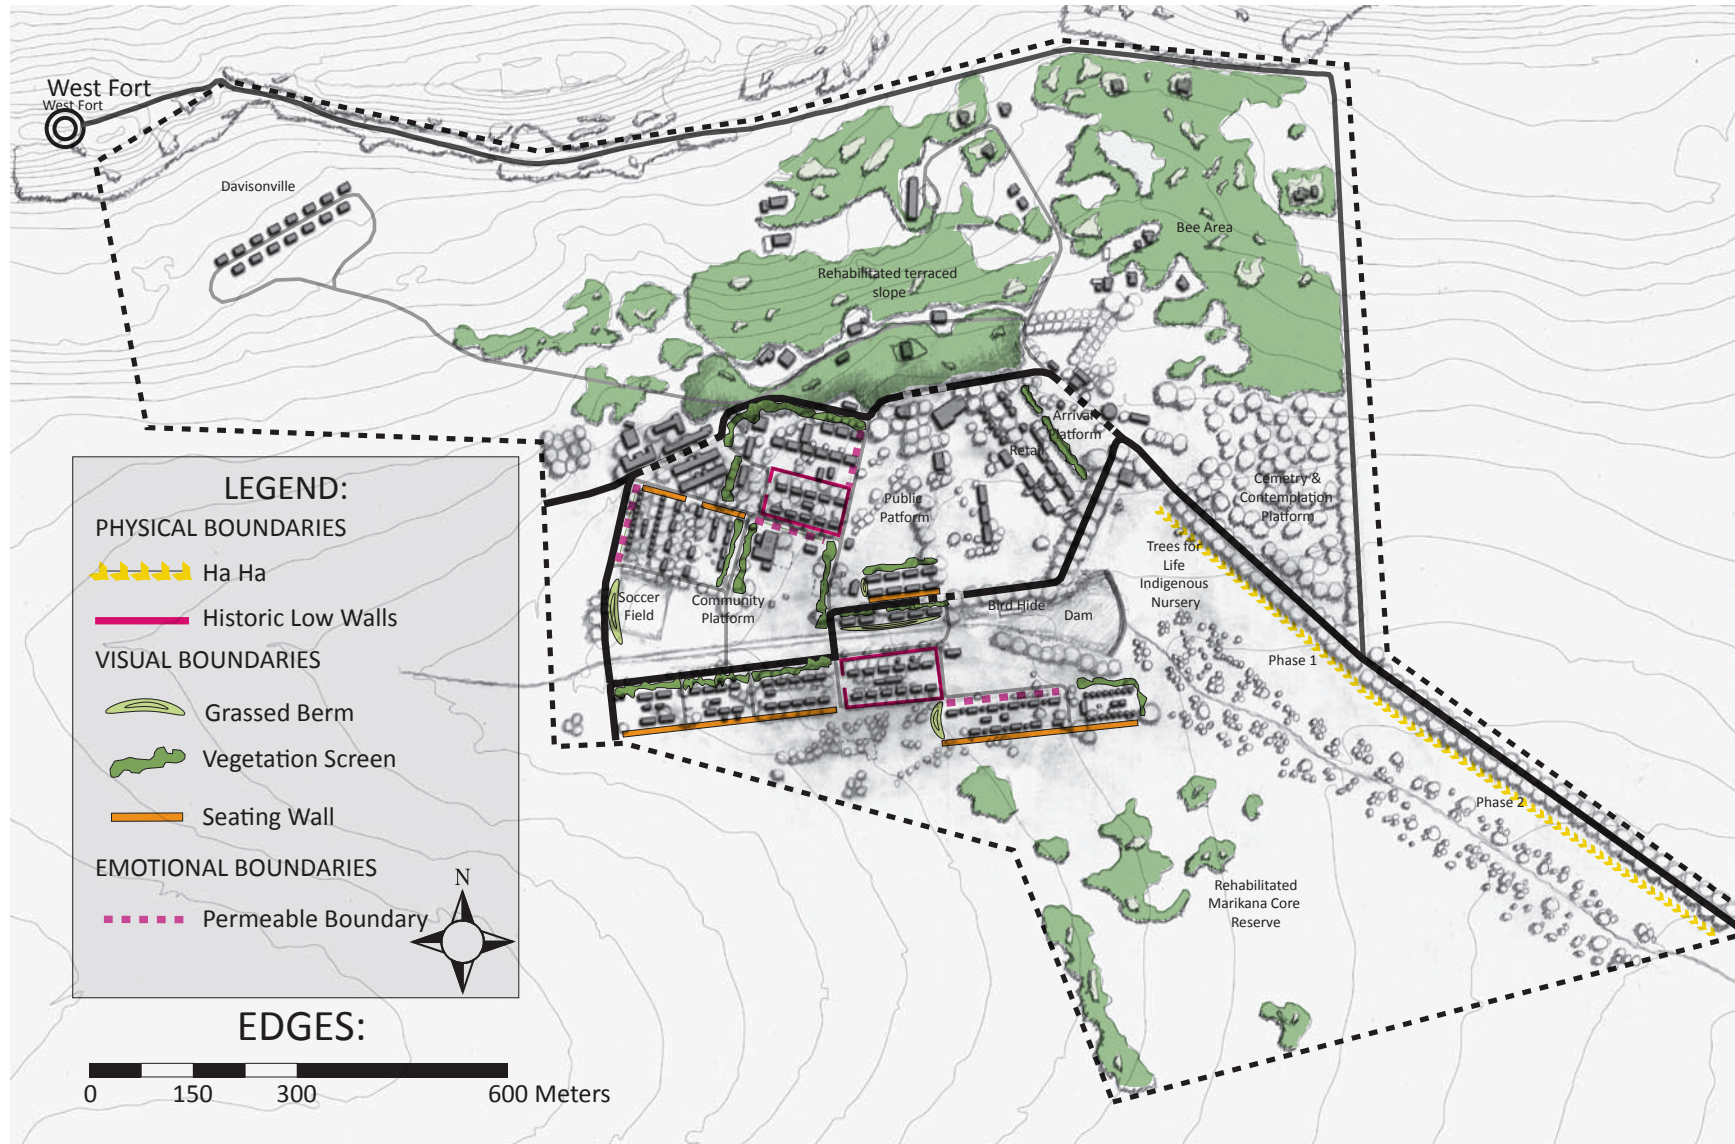 West Fort
West Fort
Davisonville
Bee Area
Rehabilitated terraced
slope
Arrival
Platform
Retail
Cemetry &
Contemplation
Platform
Public
Patform
Trees for
Life
Indigenous
Nursery
Soccer
Field
Community
Platform
Bird Hide
Dam
Phase 1
Phase 2
Rehabilitated
Marikana Core
Reserve
LEGEND:
PHYSICAL BOUNDARIES
Ha Ha
Historic Low Walls
VISUAL BOUNDARIES
Grassed Berm
Vegetation Screen
Seating Wall
EMOTIONAL BOUNDARIES
Permeable Boundary
N
EDGES:
0 150 300 600 Meters